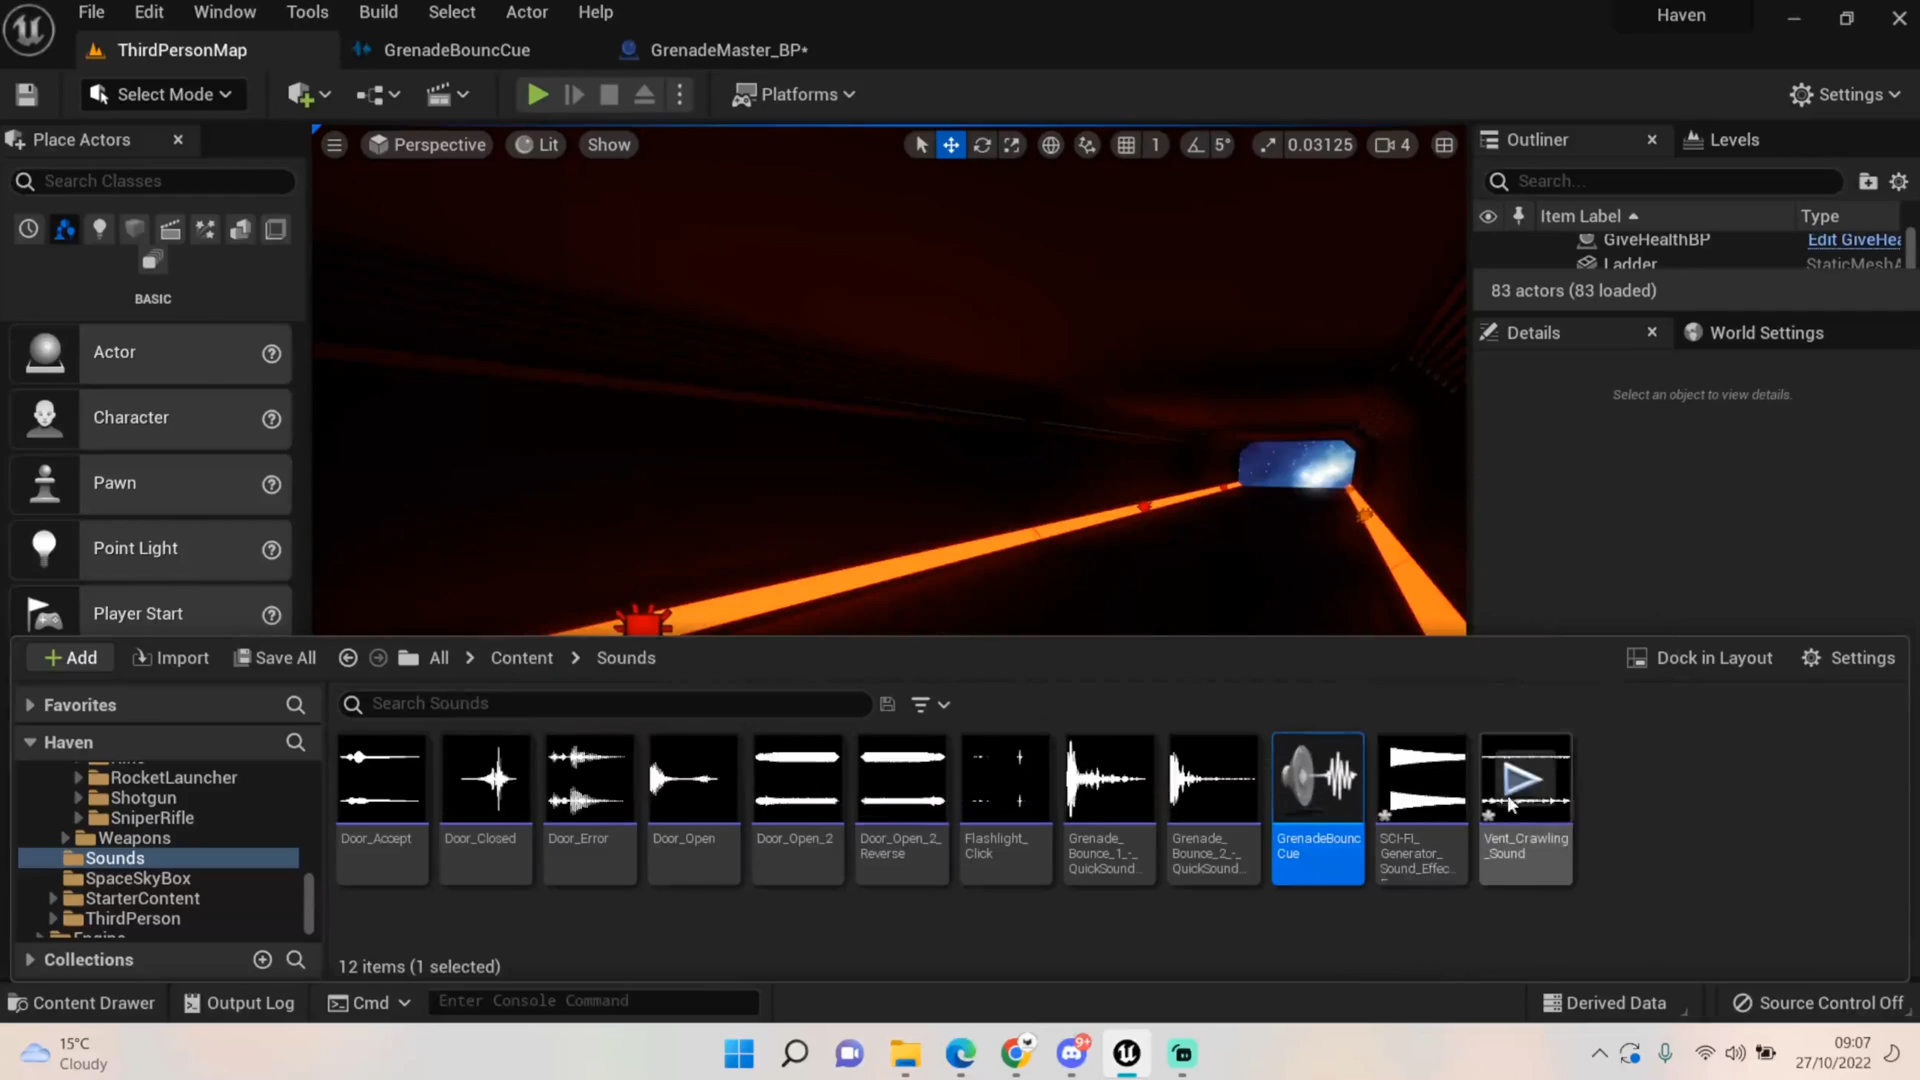 File Edit Window Tools Build Select Actor Help
Haven
ThirdPersonMap
GrenadeBouncCue
GrenadeMaster_BP*
Select Mode
Platforms
Settings
Place Actors
Search Classes
BASIC
Actor
Character
Pawn
Point Light
Player Start
Perspective
Lit
Show
1
5°
0.03125
4
Outliner
Levels
Search...
Item Label
Type
GiveHealthBP
Edit GiveHea
Ladder
StaticMeshA
83 actors (83 loaded)
Details
World Settings
Select an object to view details.
Add
Import
Save All
All
Content
Sounds
Dock in Layout
Settings
Favorites
Haven
RocketLauncher
Shotgun
SniperRifle
Weapons
Sounds
SpaceSkyBox
StarterContent
ThirdPerson
Engine
Collections
Search Sounds
Door_Accept
Door_Closed
Door_Error
Door_Open
Door_Open_2
Door_Open_2_
Reverse
Flashlight_
Click
Grenade_
Bounce_1_-_
QuickSound...
Grenade_
Bounce_2_-_
QuickSound...
GrenadeBounc
Cue
SCI-FI_
Generator_
Sound_Effec...
Vent_Crawling
_Sound
12 items (1 selected)
Content Drawer
Output Log
Cmd
Enter Console Command
Derived Data
Source Control Off
15°C
Cloudy
9+
09:07
27/10/2022